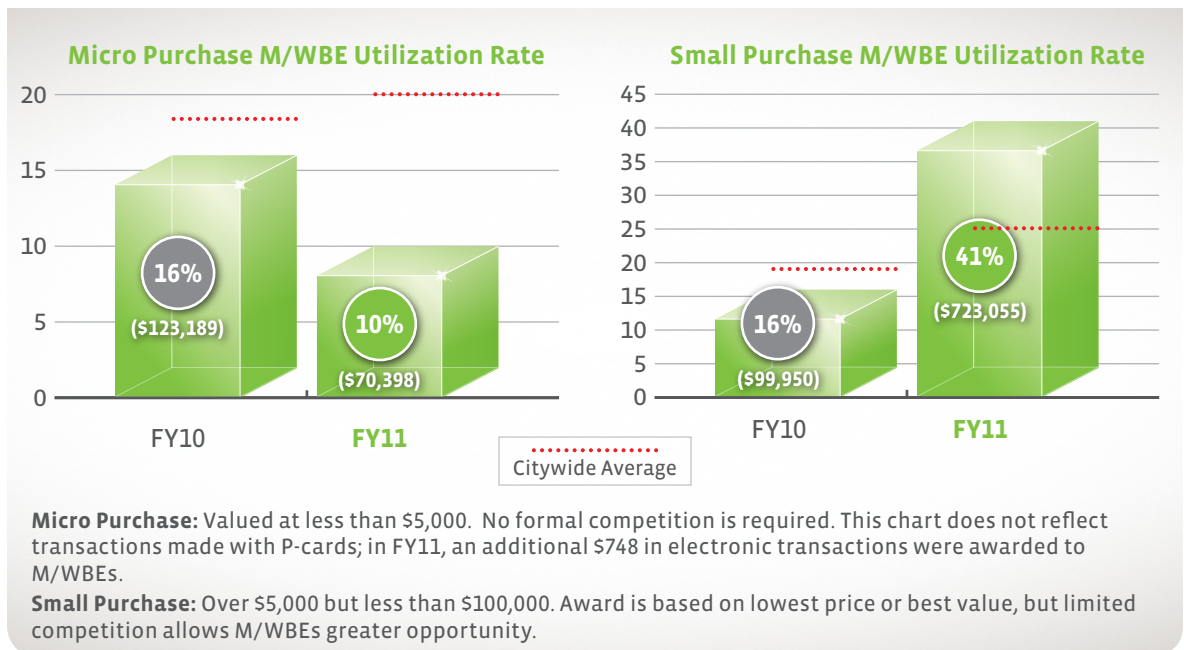 Micro Purchase M/WBE Utilization Rate
20
15
10
5
0
16%
($123,189)
10%
($70,398)
FY10
FY11
Small Purchase M/WBE Utilization Rate
45
40
35
30
25
20
15
10
5
0
16%
($99,950)
41%
($723,055)
FY10
FY11
Citywide Average
Micro Purchase: Valued at less than $5,000.  No formal competition is required. This chart does not reflect
transactions made with P-cards; in FY11, an additional $748 in electronic transactions were awarded to
M/WBEs.
Small Purchase: Over $5,000 but less than $100,000. Award is based on lowest price or best value, but limited
competition allows M/WBEs greater opportunity.